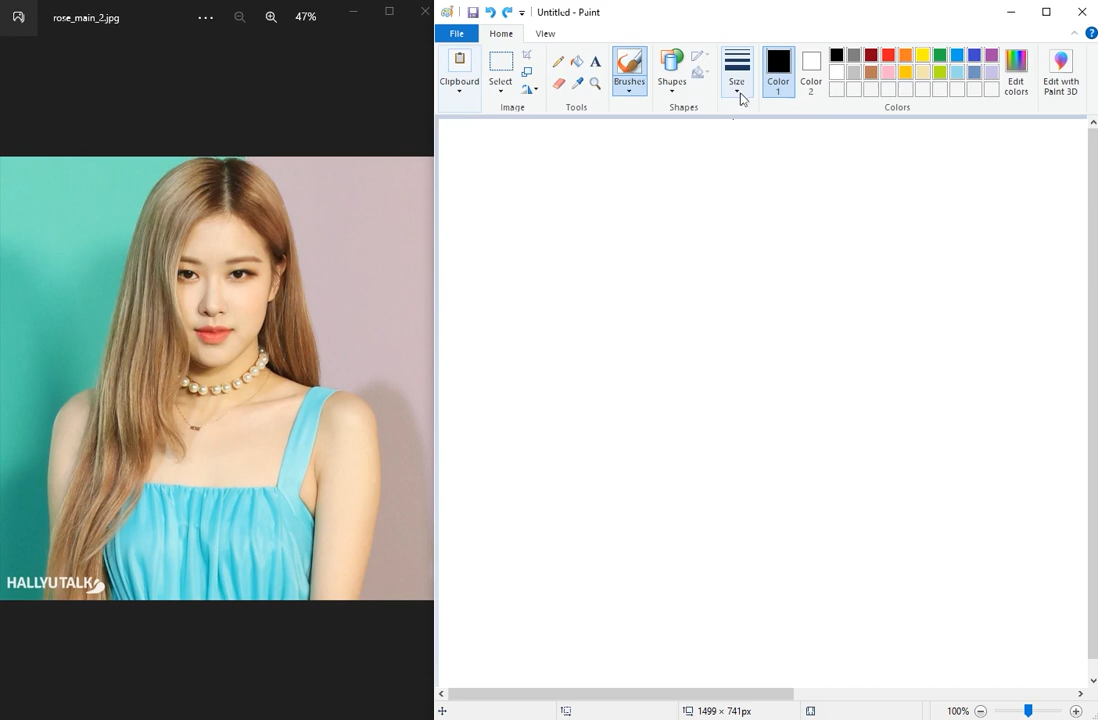 rose_main_2.jpg
47%
Untitled - Paint
File
Home
View
Clipboard
Select
Image
Tools
Brushes
Shapes
Shapes
Size
Color 1
Color 2
Edit colors
Colors
Edit with Paint 3D
HALLYUTALK
1499 × 741px
100%